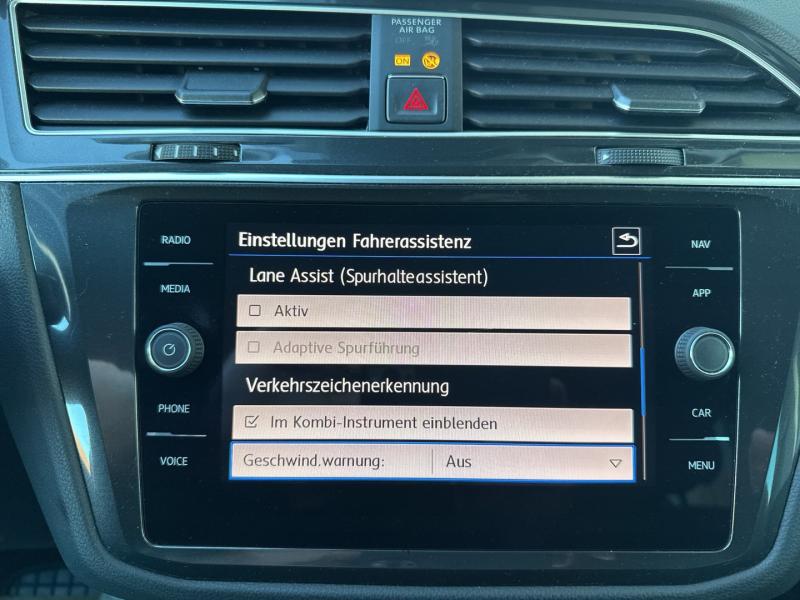 PASSENGER
AIR BAG
OFF
ON
RADIO
MEDIA
PHONE
VOICE
Einstellungen Fahrerassistenz
Lane Assist (Spurhalteassistent)
Aktiv
Adaptive Spurführung
Verkehrszeichenerkennung
Im Kombi-Instrument einblenden
Geschwind.warnung: Aus
NAV
APP
CAR
MENU